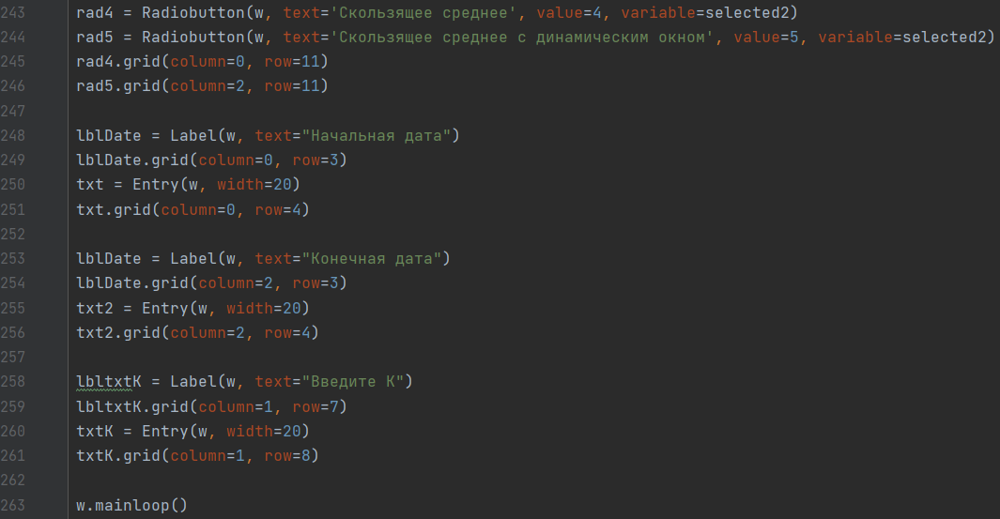 243 rad4 = Radiobutton(w, text='Скользящее среднее', value=4, variable=selected2)
244 rad5 = Radiobutton(w, text='Скользящее среднее с динамическим окном', value=5, variable=selected2)
245 rad4.grid(column=0, row=11)
246 rad5.grid(column=2, row=11)
247
248 lblDate = Label(w, text="Начальная дата")
249 lblDate.grid(column=0, row=3)
250 txt = Entry(w, width=20)
251 txt.grid(column=0, row=4)
252
253 lblDate = Label(w, text="Конечная дата")
254 lblDate.grid(column=2, row=3)
255 txt2 = Entry(w, width=20)
256 txt2.grid(column=2, row=4)
257
258 lbltxtK = Label(w, text="Введите К")
259 lbltxtK.grid(column=1, row=7)
260 txtK = Entry(w, width=20)
261 txtK.grid(column=1, row=8)
262
263 w.mainloop()